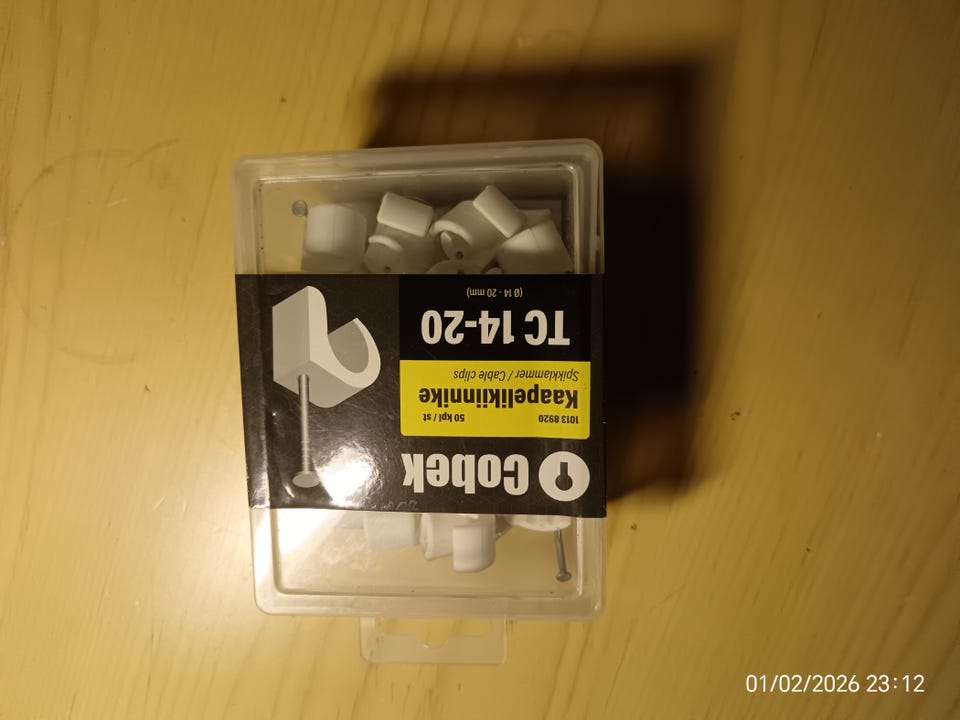 Cobek
1013 8920 50 kpl / st
Kaapelikiinnike
Spikklammer / Cable clips
TC 14-20
(Ø 14 - 20 mm)
01/02/2026 23:12